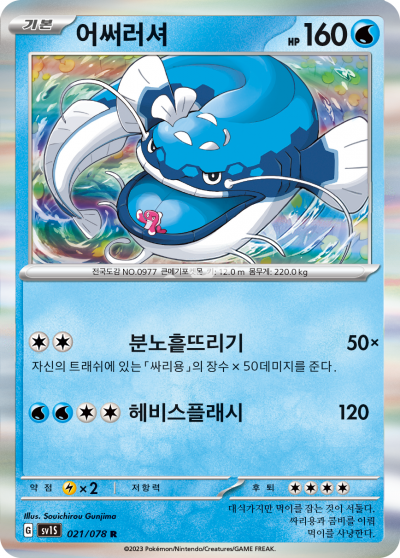 기본 어써러셔 HP 160
전국도감 NO.0977 큰메기포켓몬 키: 12.0 m 몸무게: 220.0 kg
분노흩뜨리기 50×
자신의 트래쉬에 있는 「싸리용」의 장수 × 50데미지를 준다.
헤비스플래시 120
약점 ×2 저항력 후퇴
Illus. Souichirou Gunjima
G sv1S 021/078 R
대식가지만 먹이를 잡는 것이 서툴다.
싸리용과 콤비를 이뤄
먹이를 사냥한다.
©2023 Pokémon/Nintendo/Creatures/GAME FREAK.